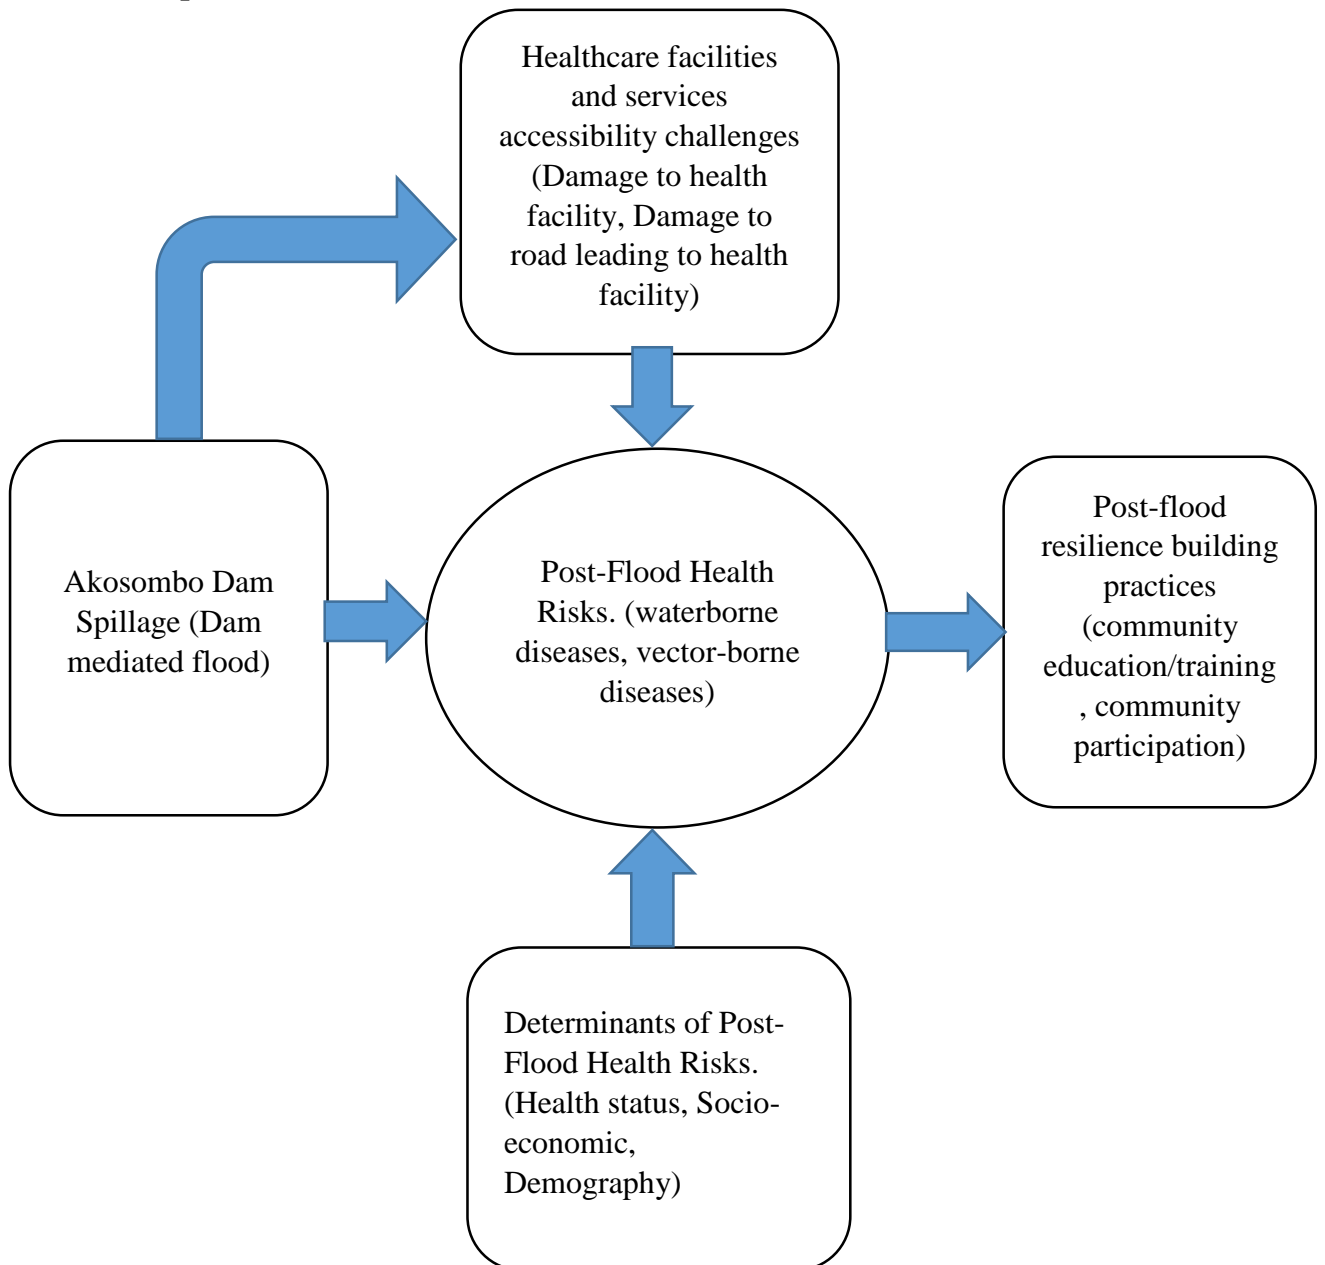 Healthcare facilities
and services
accessibility challenges
(Damage to health
facility, Damage to
road leading to health
facility)
Akosombo Dam
Spillage (Dam
mediated flood)
Post-Flood Health
Risks. (waterborne
diseases, vector-borne
diseases)
Post-flood
resilience building
practices
(community
education/training
, community
participation)
Determinants of Post-
Flood Health Risks.
(Health status, Socio-
economic,
Demography)